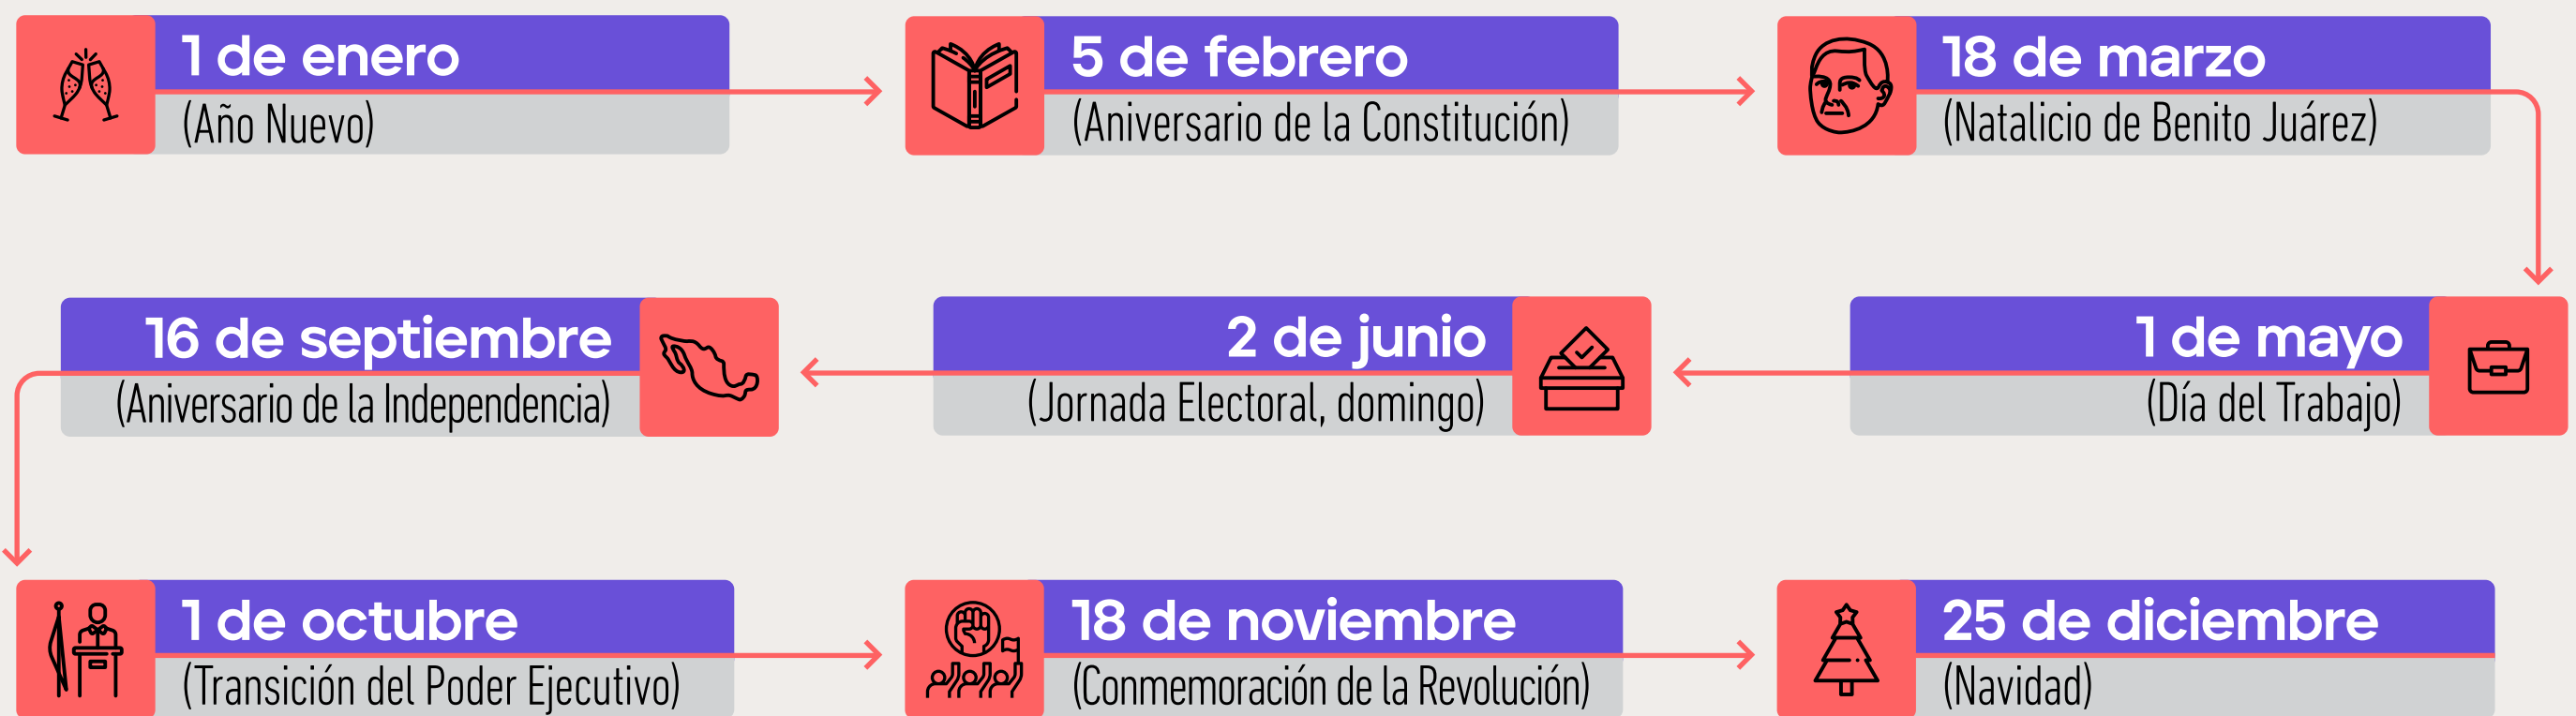 1 de enero
(Año Nuevo)
5 de febrero
(Aniversario de la Constitución)
18 de marzo
(Natalicio de Benito Juárez)
1 de mayo
(Día del Trabajo)
2 de junio
(Jornada Electoral, domingo)
16 de septiembre
(Aniversario de la Independencia)
1 de octubre
(Transición del Poder Ejecutivo)
18 de noviembre
(Conmemoración de la Revolución)
25 de diciembre
(Navidad)